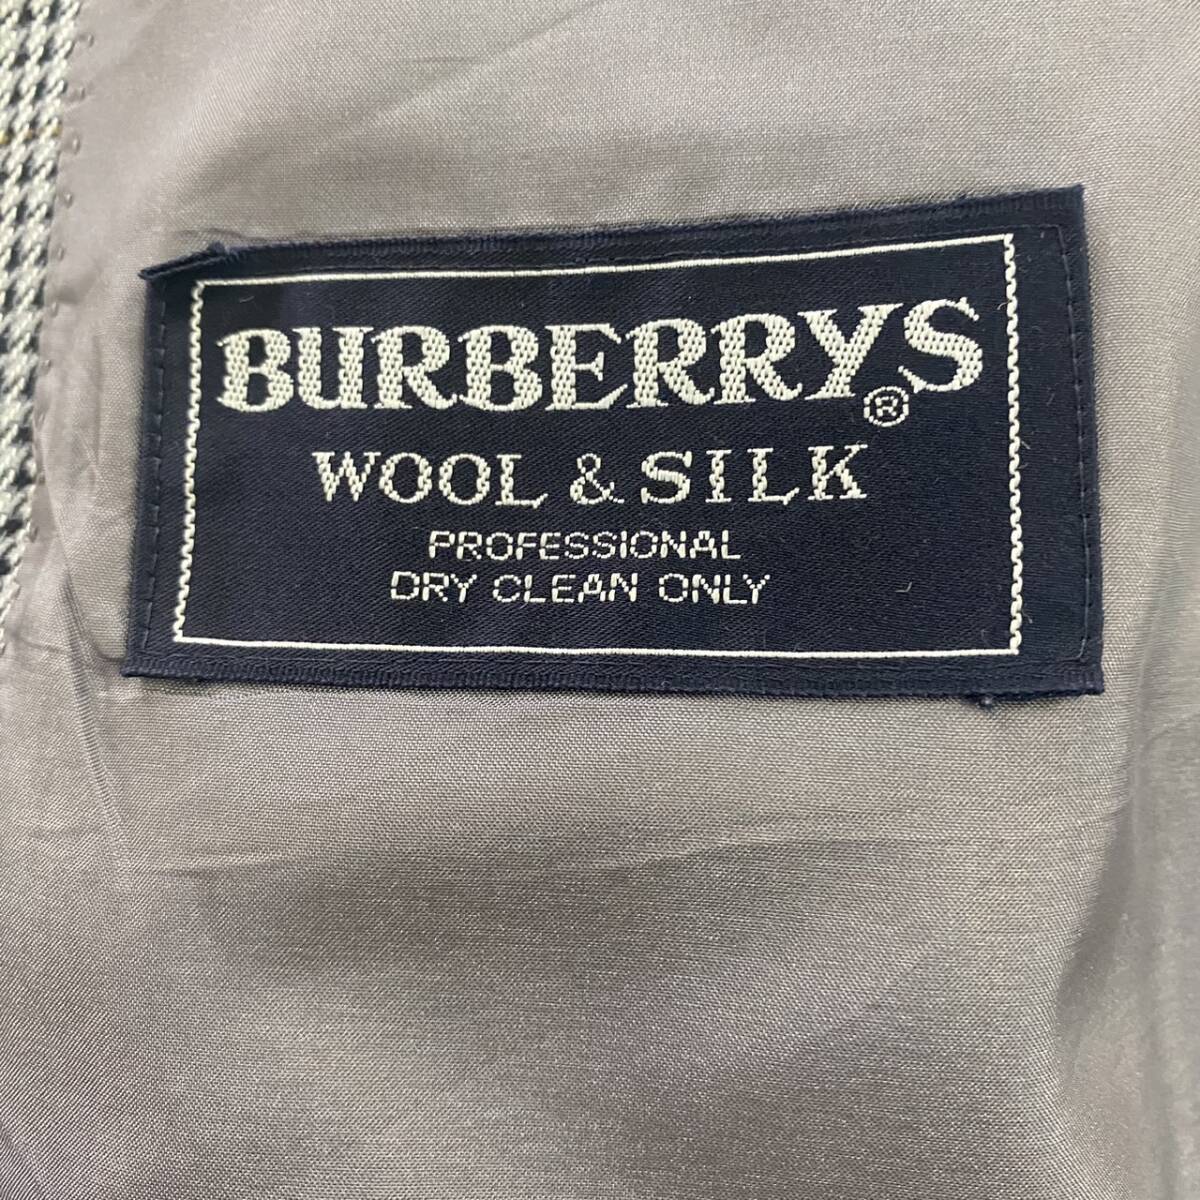 BURBERRYS®
WOOL & SILK
PROFESSIONAL
DRY CLEAN ONLY